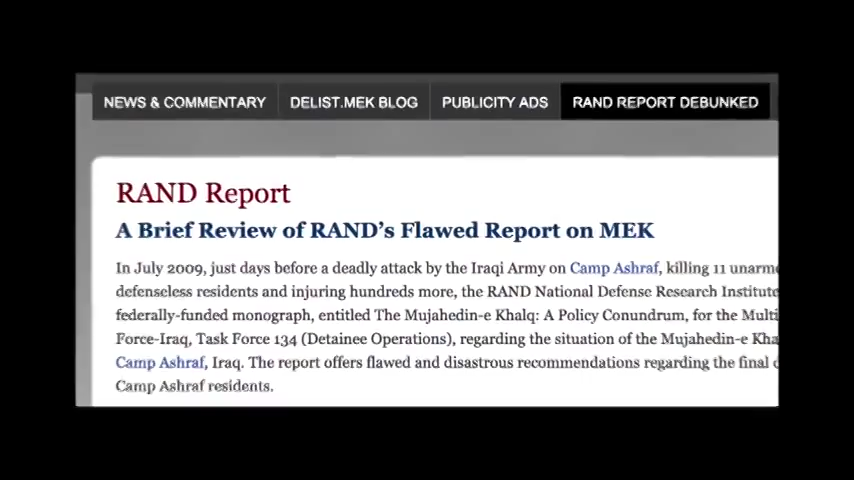 NEWS & COMMENTARY DELIST.MEK BLOG PUBLICITY ADS RAND REPORT DEBUNKED
RAND Report
A Brief Review of RAND's Flawed Report on MEK
In July 2009, just days before a deadly attack by the Iraqi Army on Camp Ashraf, killing 11
defenseless residents and injuring hundreds more, the RAND National Defense Research Institute
federally-funded monograph, entitled The Mujahedin-e Khalq: A Policy Conundrum, for the
Force-Iraq, Task Force 134 (Detainee Operations), regarding the situation of the Mujahedin-e
Camp Ashraf, Iraq. The report offers flawed and disastrous recommendations regarding the final
Camp Ashraf residents.